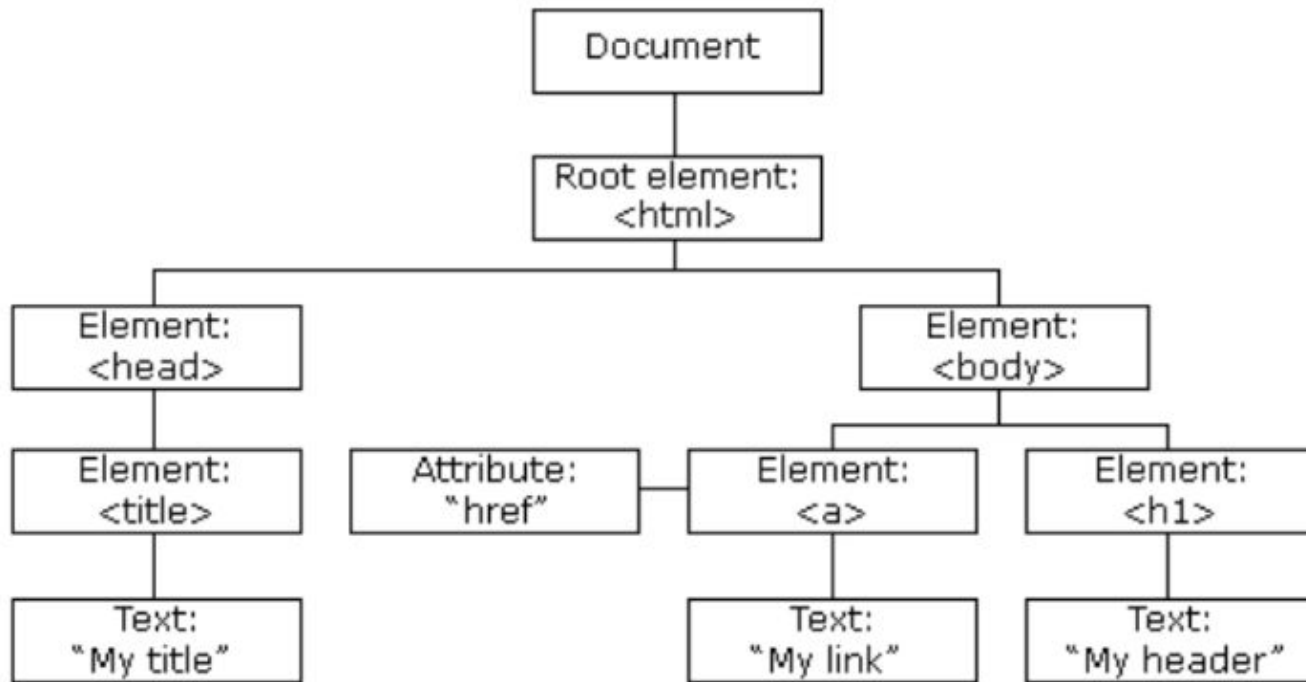 Document
Root element:
<html>
Element:
<head>
Element:
<body>
Element:
<title>
Attribute:
“href”
Element:
<a>
Element:
<h1>
Text:
“My title”
Text:
“My link”
Text:
“My header”